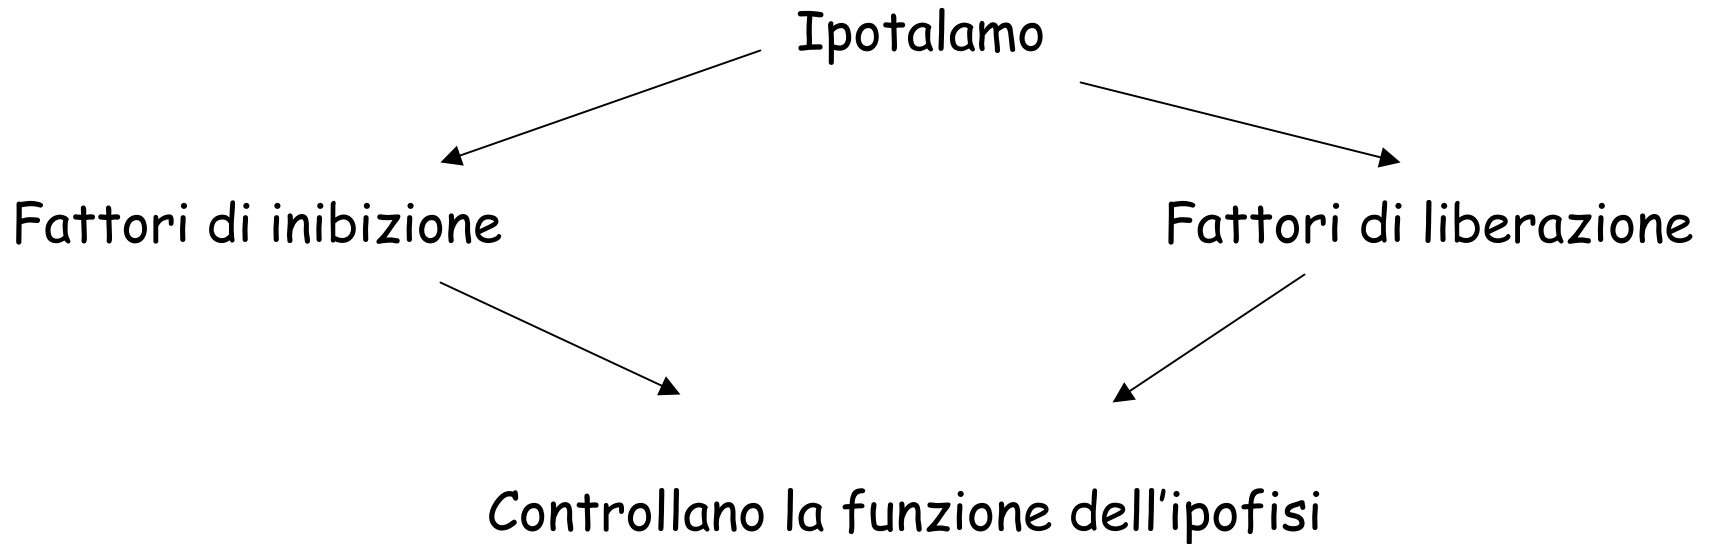 Ipotalamo
Fattori di inibizione
Fattori di liberazione
Controllano la funzione dell’ipofisi